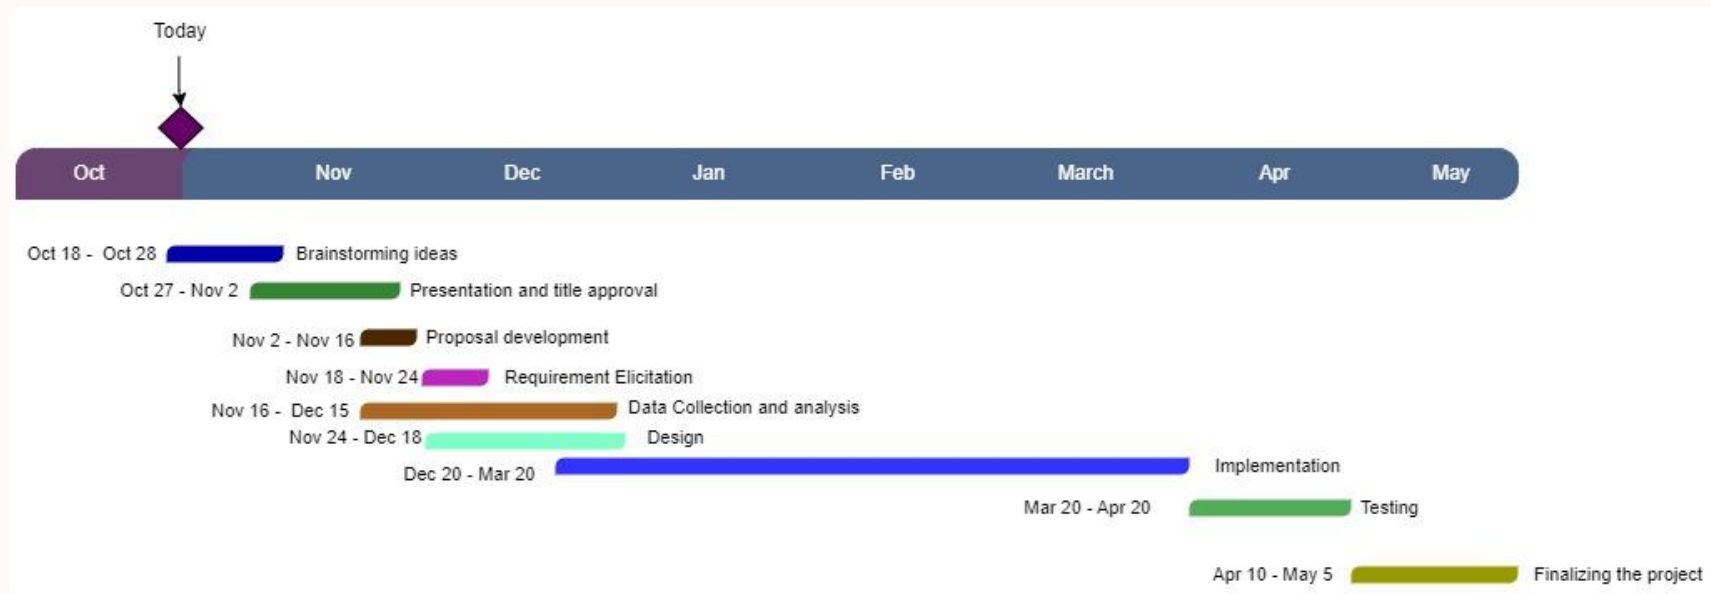 Today
Oct Nov Dec Jan Feb March Apr May
Oct 18 -  Oct 28 Brainstorming ideas
Oct 27 - Nov 2 Presentation and title approval
Nov 2 - Nov 16 Proposal development
Nov 18 - Nov 24 Requirement Elicitation
Nov 16 -  Dec 15 Data Collection and analysis
Nov 24 - Dec 18 Design
Dec 20 - Mar 20 Implementation
Mar 20 - Apr 20 Testing
Apr 10 - May 5 Finalizing the project